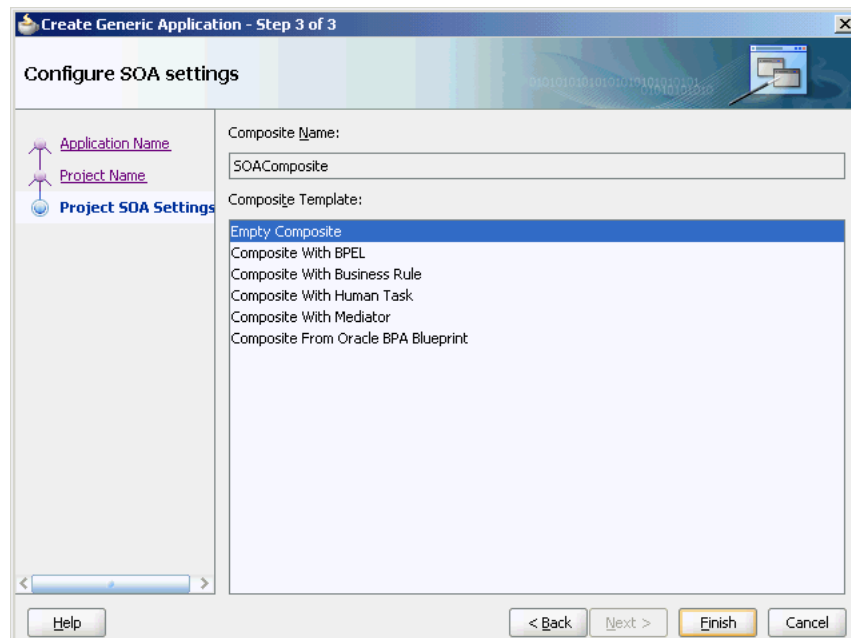 Create Generic Application - Step 3 of 3
Configure SOA settings
Application Name
Project Name
Project SOA Settings
Composite Name:
SOAComposite
Composite Template:
Empty Composite
Composite With BPEL
Composite With Business Rule
Composite With Human Task
Composite With Mediator
Composite From Oracle BPA Blueprint
Help
< Back
Next >
Finish
Cancel